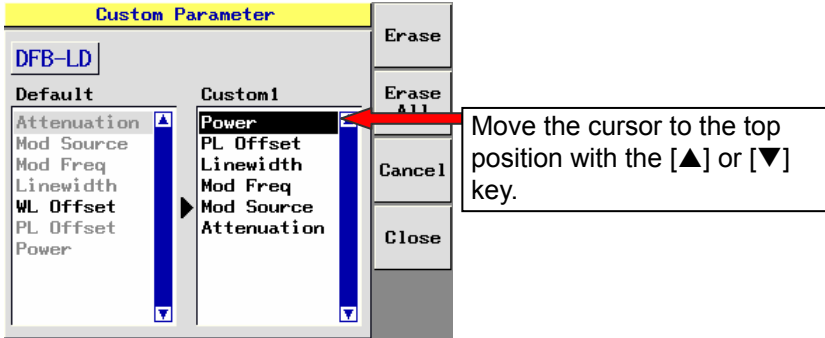 Custom Parameter
DFB-LD
Default
Attenuation
Mod Source
Mod Freq
Linewidth
WL Offset
PL Offset
Power
Custom1
Power
PL Offset
Linewidth
Mod Freq
Mod Source
Attenuation
Erase
Erase
All
Cancel
Close
Move the cursor to the top
position with the [▲] or [▼]
key.